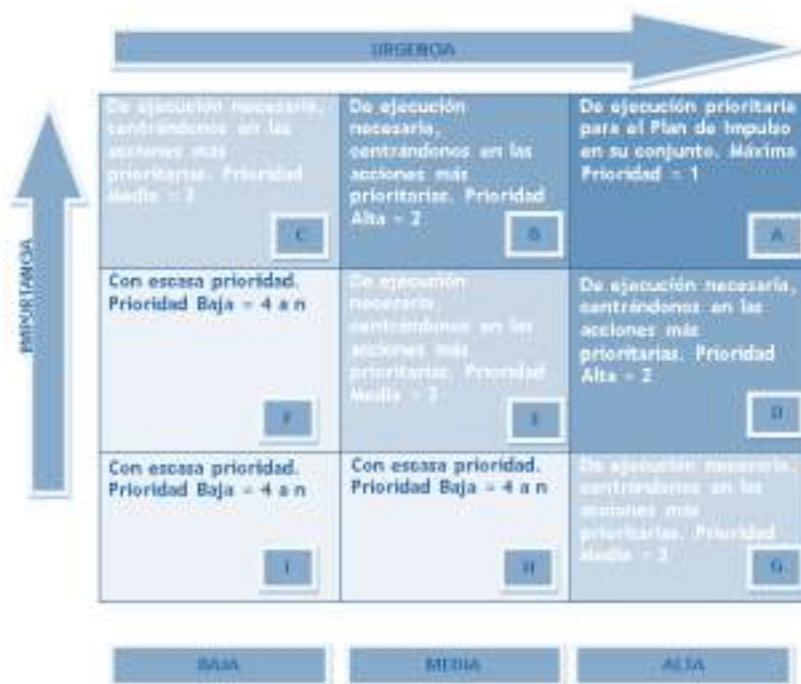 URGENCIA
IMPORTANCIA
De ejecución necesaria,
centrándonos en las
acciones más
prioritarias. Prioridad
Media = 3
C
De ejecución
necesaria,
centrándonos en las
acciones más
prioritarias. Prioridad
Alta = 2
B
De ejecución prioritaria
para el Plan de Impulso
en su conjunto. Máxima
Prioridad = 1
A
Con escasa prioridad.
Prioridad Baja = 4 a n
F
De ejecución
necesaria,
centrándonos en las
acciones más
prioritarias. Prioridad
Media = 3
E
De ejecución necesaria,
centrándonos en las
acciones más
prioritarias. Prioridad
Alta = 2
D
Con escasa prioridad.
Prioridad Baja = 4 a n
I
Con escasa prioridad.
Prioridad Baja = 4 a n
H
De ejecución necesaria,
centrándonos en las
acciones más
prioritarias. Prioridad
Media = 3
G
BAJA
MEDIA
ALTA